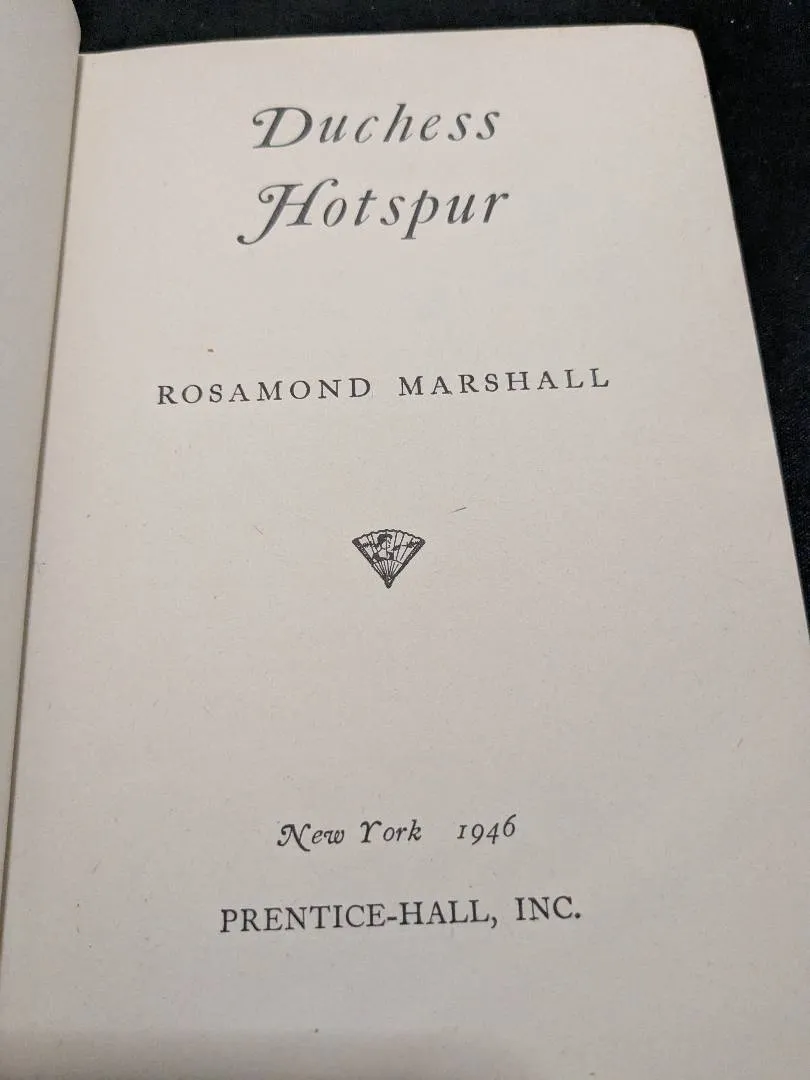 Duchess
Hotspur
ROSAMOND MARSHALL
New York 1946
PRENTICE-HALL, INC.